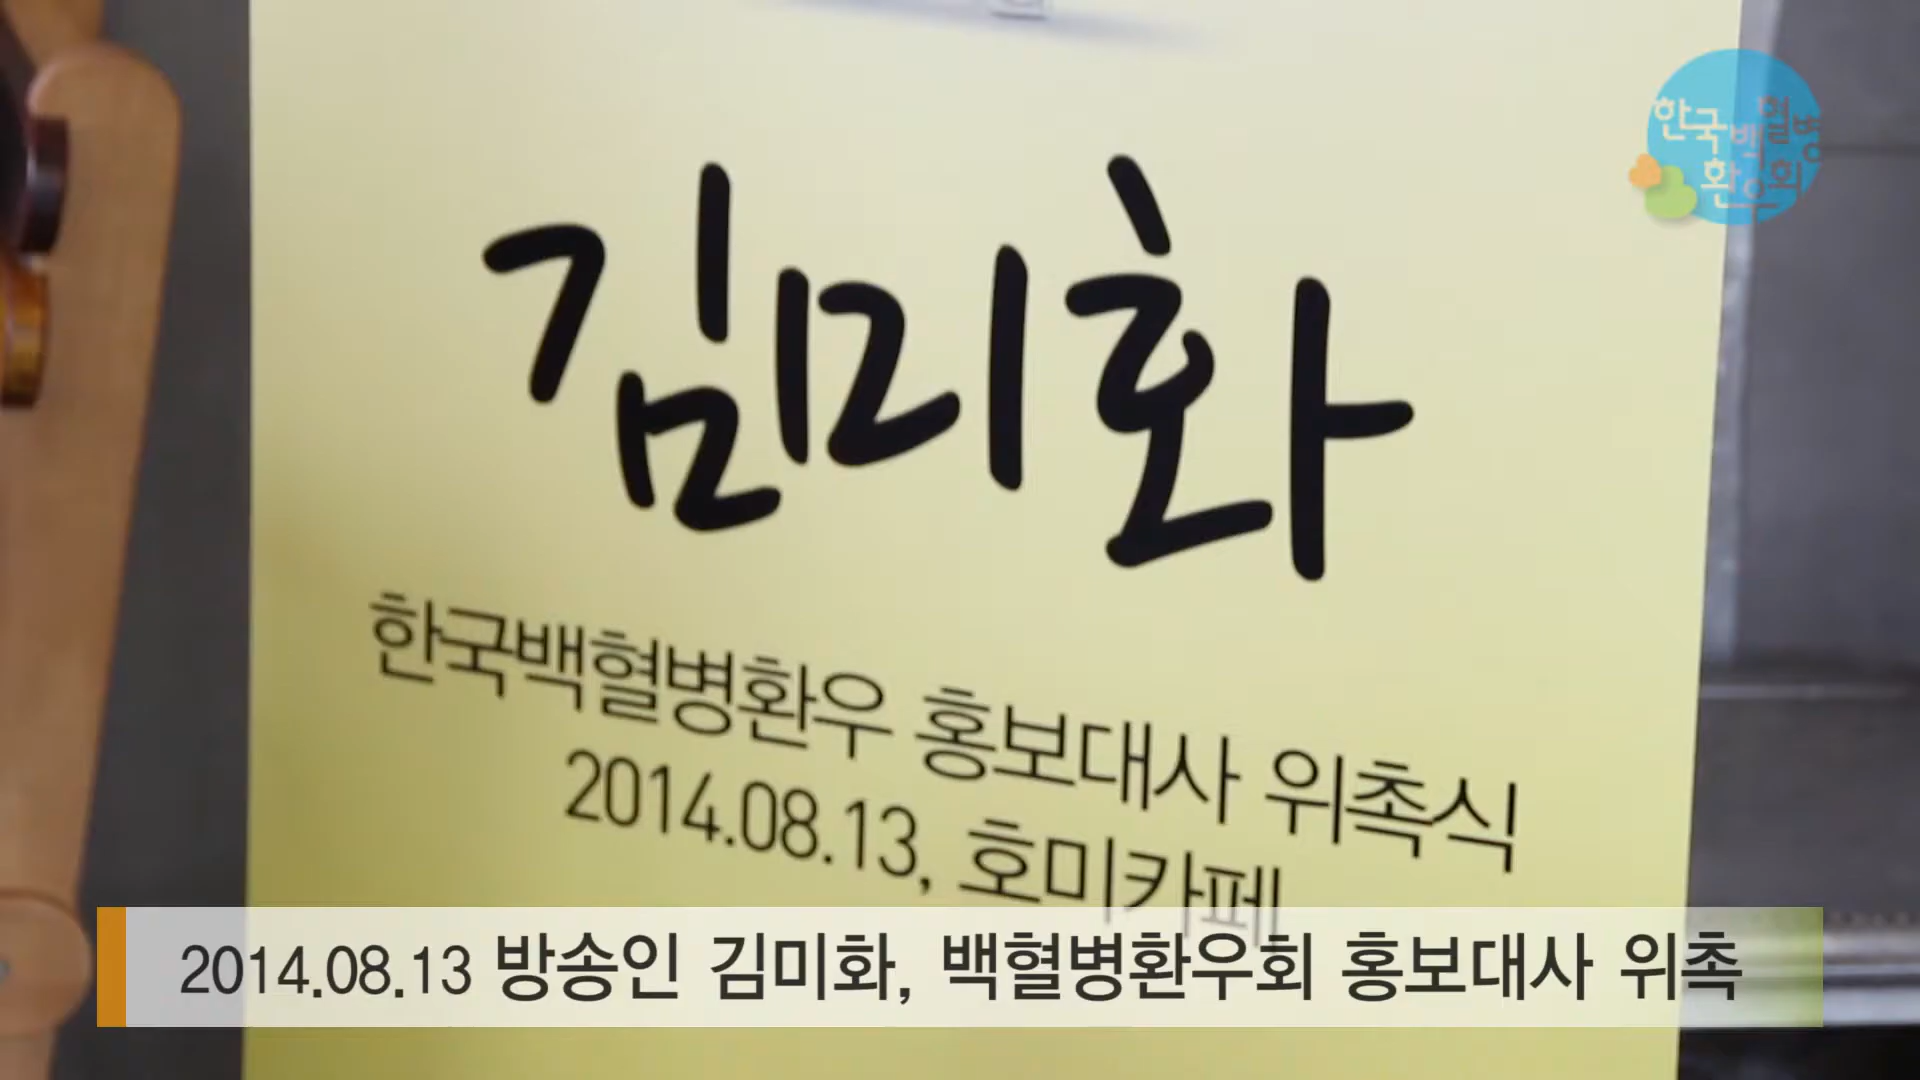 한국백혈병
환우회
김미화
한국백혈병환우 홍보대사 위촉식
2014.08.13, 호미카페
2014.08.13 방송인 김미화, 백혈병환우회 홍보대사 위촉